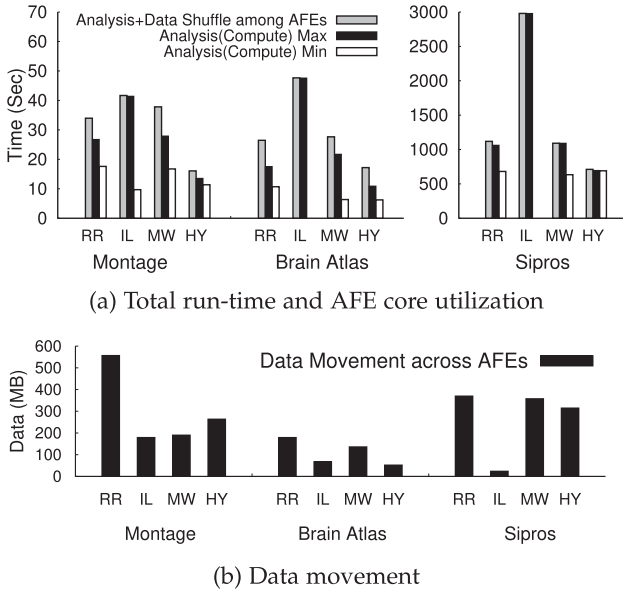 Analysis+Data Shuffle among AFEs
Analysis(Compute) Max
Analysis(Compute) Min
Time (Sec)
70
60
50
40
30
20
10
0
RR IL MW HY RR IL MW HY
Montage Brain Atlas
3000
2500
2000
1500
1000
500
0
RR IL MW HY
Sipros
(a) Total run-time and AFE core utilization
Data Movement across AFEs
Data (MB)
600
500
400
300
200
100
0
RR IL MW HY RR IL MW HY RR IL MW HY
Montage Brain Atlas Sipros
(b) Data movement